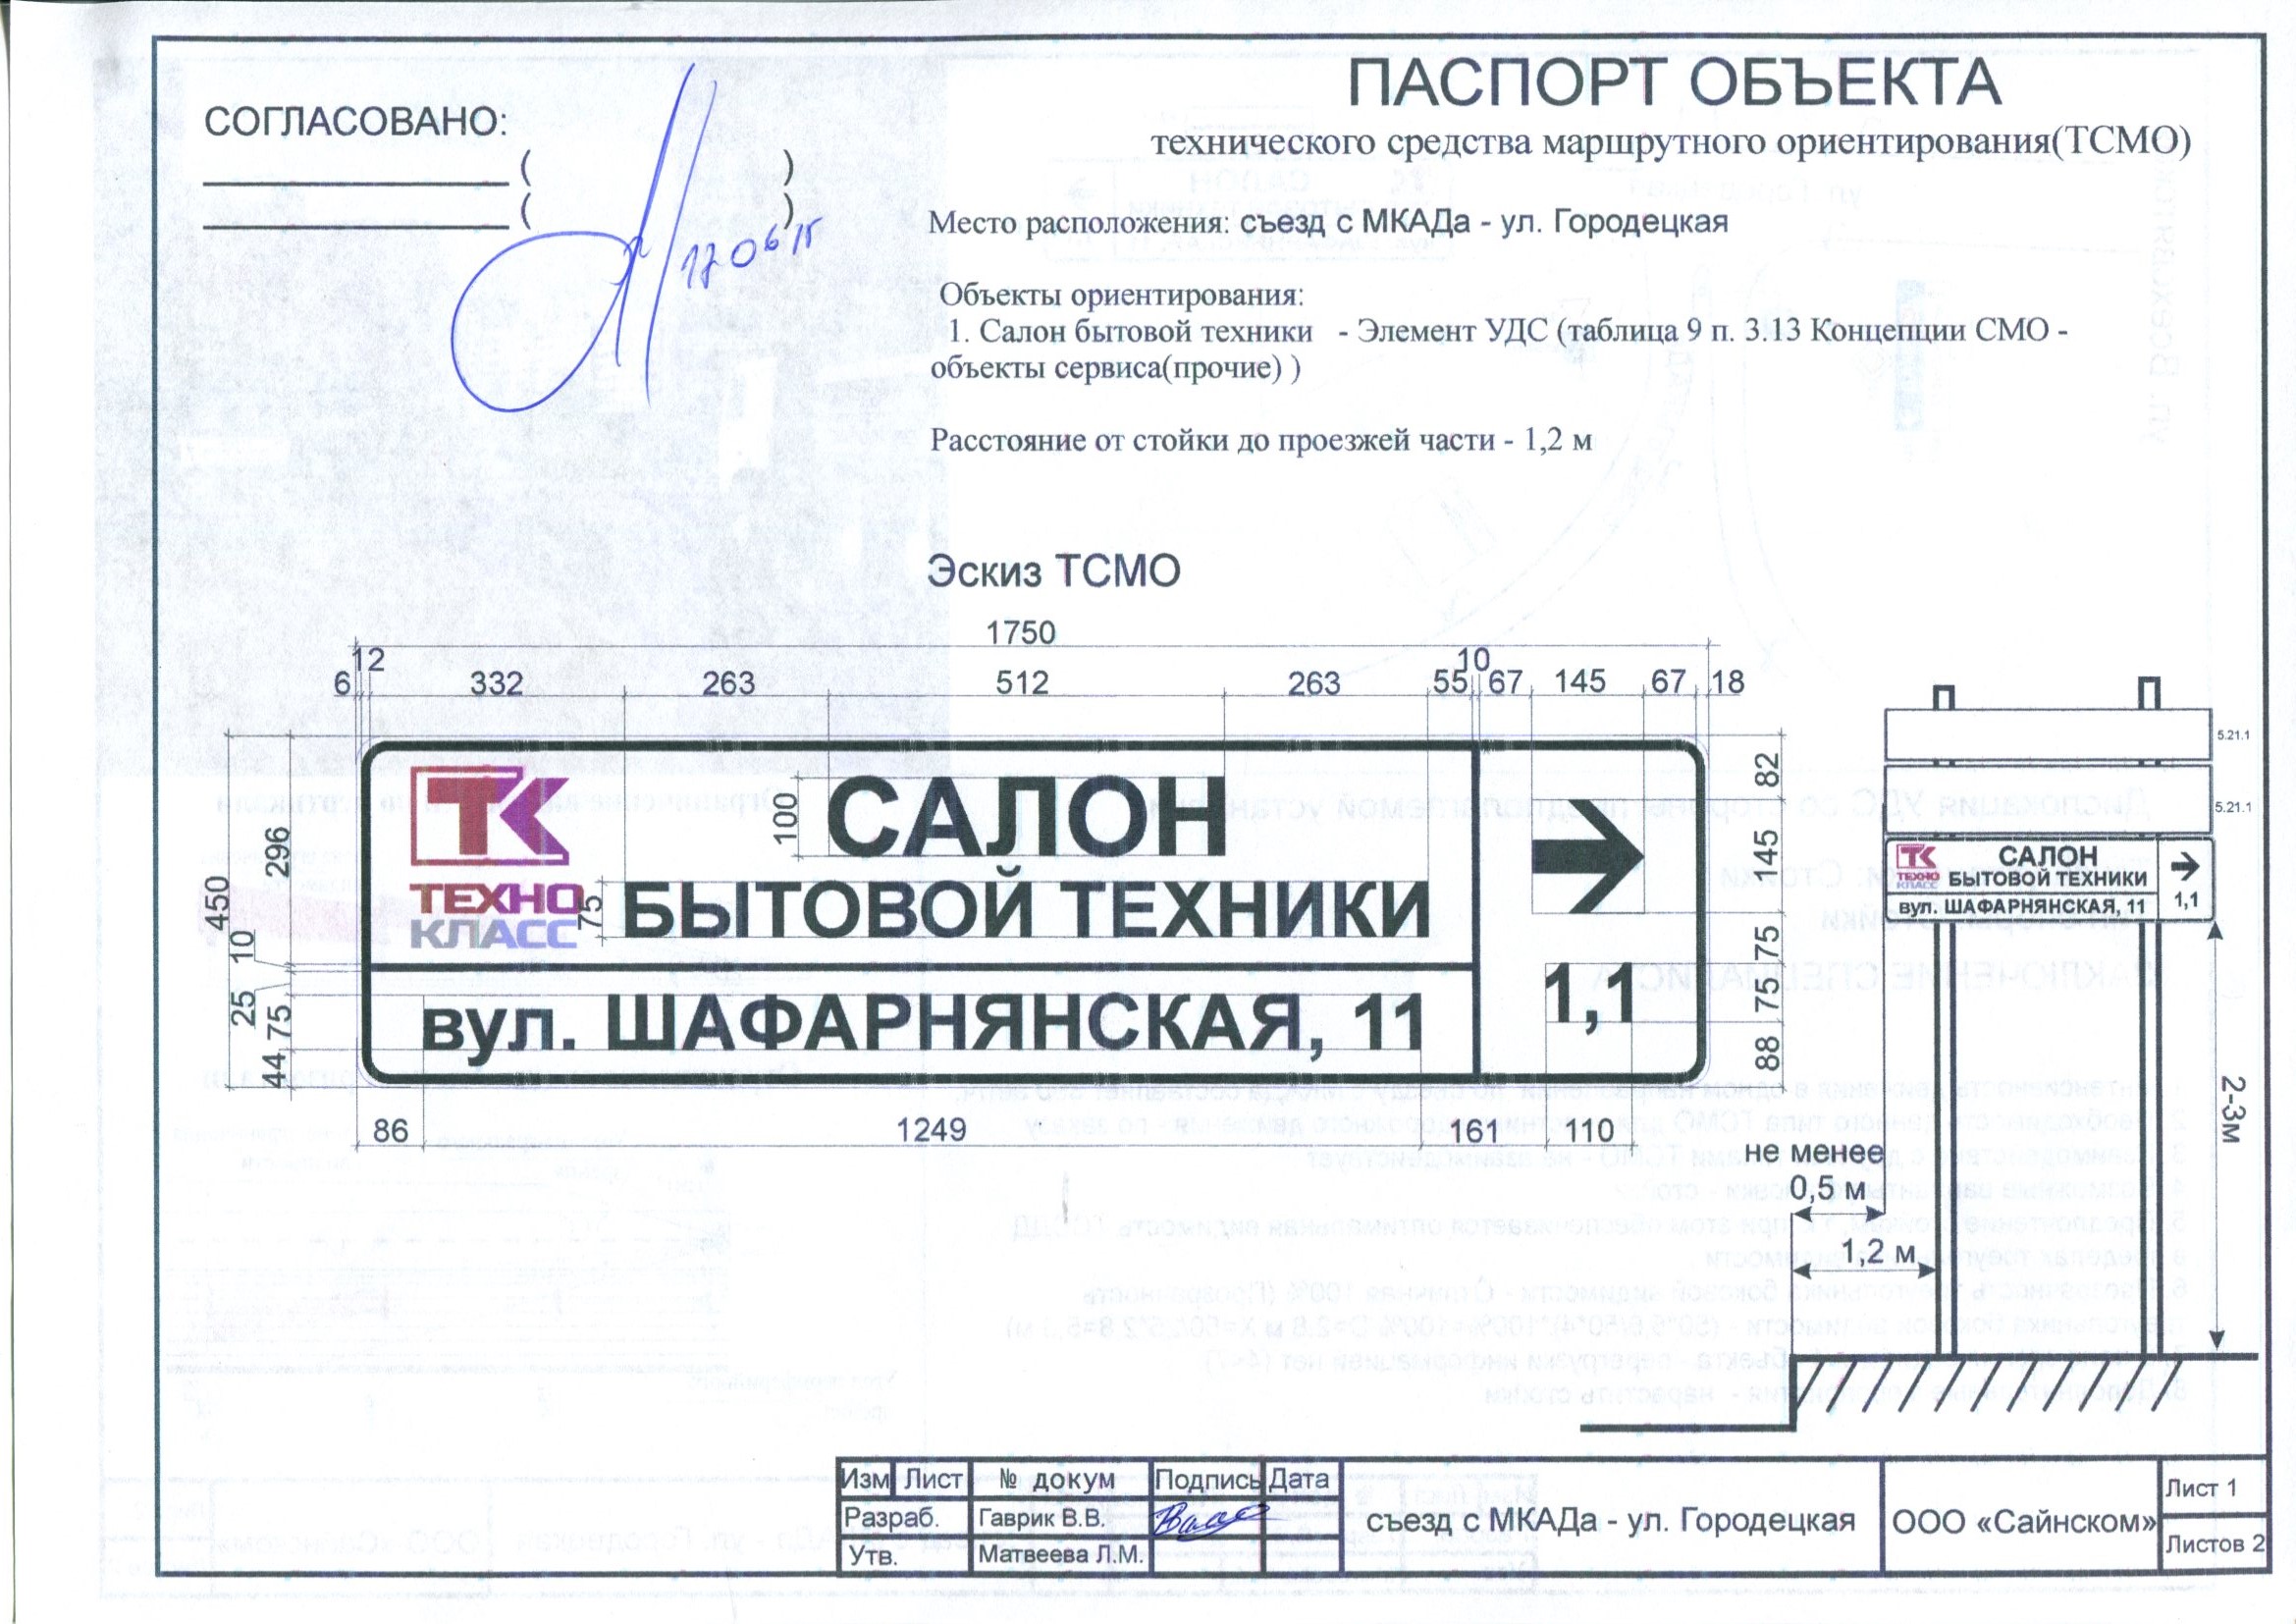 ПАСПОРТ ОБЪЕКТА
технического средства маршрутного ориентирования(ТСМО)
СОГЛАСОВАНО:
( )
( )
17 06 15
Место расположения: съезд с МКАДа - ул. Городецкая
Объекты ориентирования:
1. Салон бытовой техники - Элемент УДС (таблица 9 п. 3.13 Концепции СМО -
объекты сервиса(прочие) )
Расстояние от стойки до проезжей части - 1,2 м
Эскиз ТСМО
1750
12 10
6 332 263 512 263 55 67 145 67 18
450 296 10 25 75 44
100
75
ТК
ТЕХНО
КЛАСС
САЛОН
БЫТОВОЙ ТЕХНИКИ
вул. ШАФАРНЯНСКАЯ, 11
1,1
82 145 75 75 88
86 1249 161 110
5.21.1
5.21.1
ТК
ТЕХНО
КЛАСС
САЛОН
БЫТОВОЙ ТЕХНИКИ
вул. ШАФАРНЯНСКАЯ, 11
1,1
2-3м
не менее
0,5 м
1,2 м
Изм Лист № докум Подпись Дата
Разраб. Гаврик В.В.
Утв. Матвеева Л.М.
съезд с МКАДа - ул. Городецкая
ООО «Сайнском»
Лист 1
Листов 2